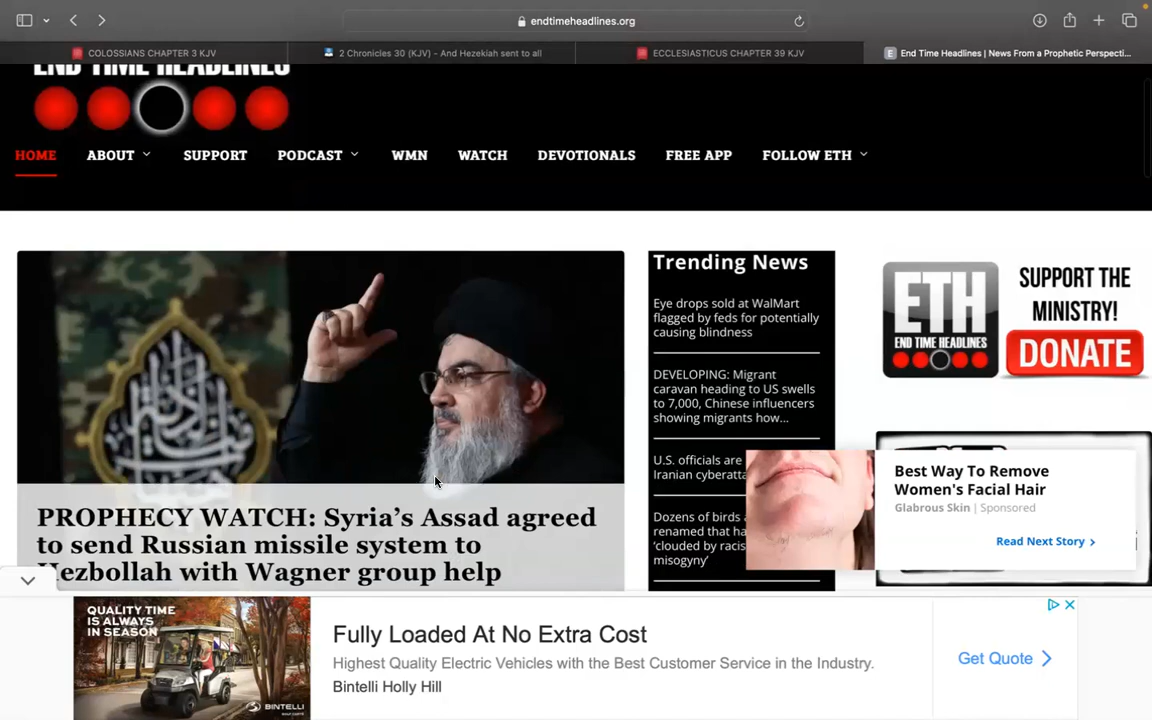 endtimeheadlines.org
COLOSSIANS CHAPTER 3 KJV
2 Chronicles 30 (KJV) - And Hezekiah sent to all
ECCLESIASTICUS CHAPTER 39 KJV
E End Time Headlines | News From a Prophetic Perspecti...
END TIME HEADLINES
HOME ABOUT SUPPORT PODCAST WMN WATCH DEVOTIONALS FREE APP FOLLOW ETH
PROPHECY WATCH: Syria's Assad agreed
to send Russian missile system to
Hezbollah with Wagner group help
Trending News
Eye drops sold at WalMart
flagged by feds for potentially
causing blindness
DEVELOPING: Migrant
caravan heading to US swells
to 7,000, Chinese influencers
showing migrants how...
U.S. officials are
Iranian cyberatta
Dozens of birds
renamed that ha
'clouded by racis
misogyny'
ETH
END TIME HEADLINES
SUPPORT THE
MINISTRY!
DONATE
Best Way To Remove
Women's Facial Hair
Glabrous Skin | Sponsored
Read Next Story
QUALITY TIME
IS ALWAYS
IN SEASON.
BINTELLI
Fully Loaded At No Extra Cost
Highest Quality Electric Vehicles with the Best Customer Service in the Industry.
Bintelli Holly Hill
Get Quote